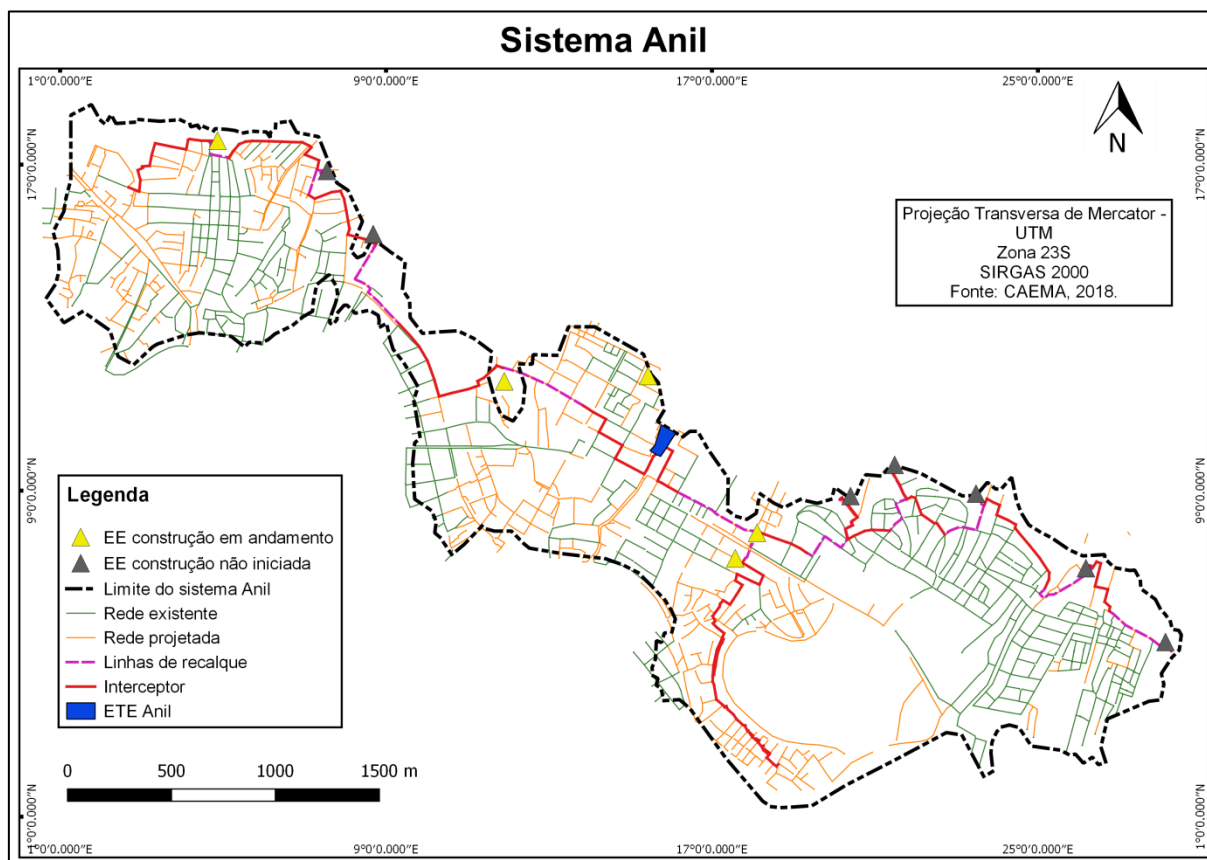 Sistema Anil
1°0'0.000"E
9°0'0.000"E
17°0'0.000"E
25°0'0.000"E
17°0'0.000"N
17°0'0.000"N
N
Projeção Transversa de Mercator -
UTM
Zona 23S
SIRGAS 2000
Fonte: CAEMA, 2018.
9°0'0.000"N
9°0'0.000"N
Legenda
EE construção em andamento
EE construção não iniciada
Limite do sistema Anil
Rede existente
Rede projetada
Linhas de recalque
Interceptor
ETE Anil
0 500 1000 1500 m
1°0'0.000"N
1°0'0.000"N
1°0'0.000"E
9°0'0.000"E
17°0'0.000"E
25°0'0.000"E